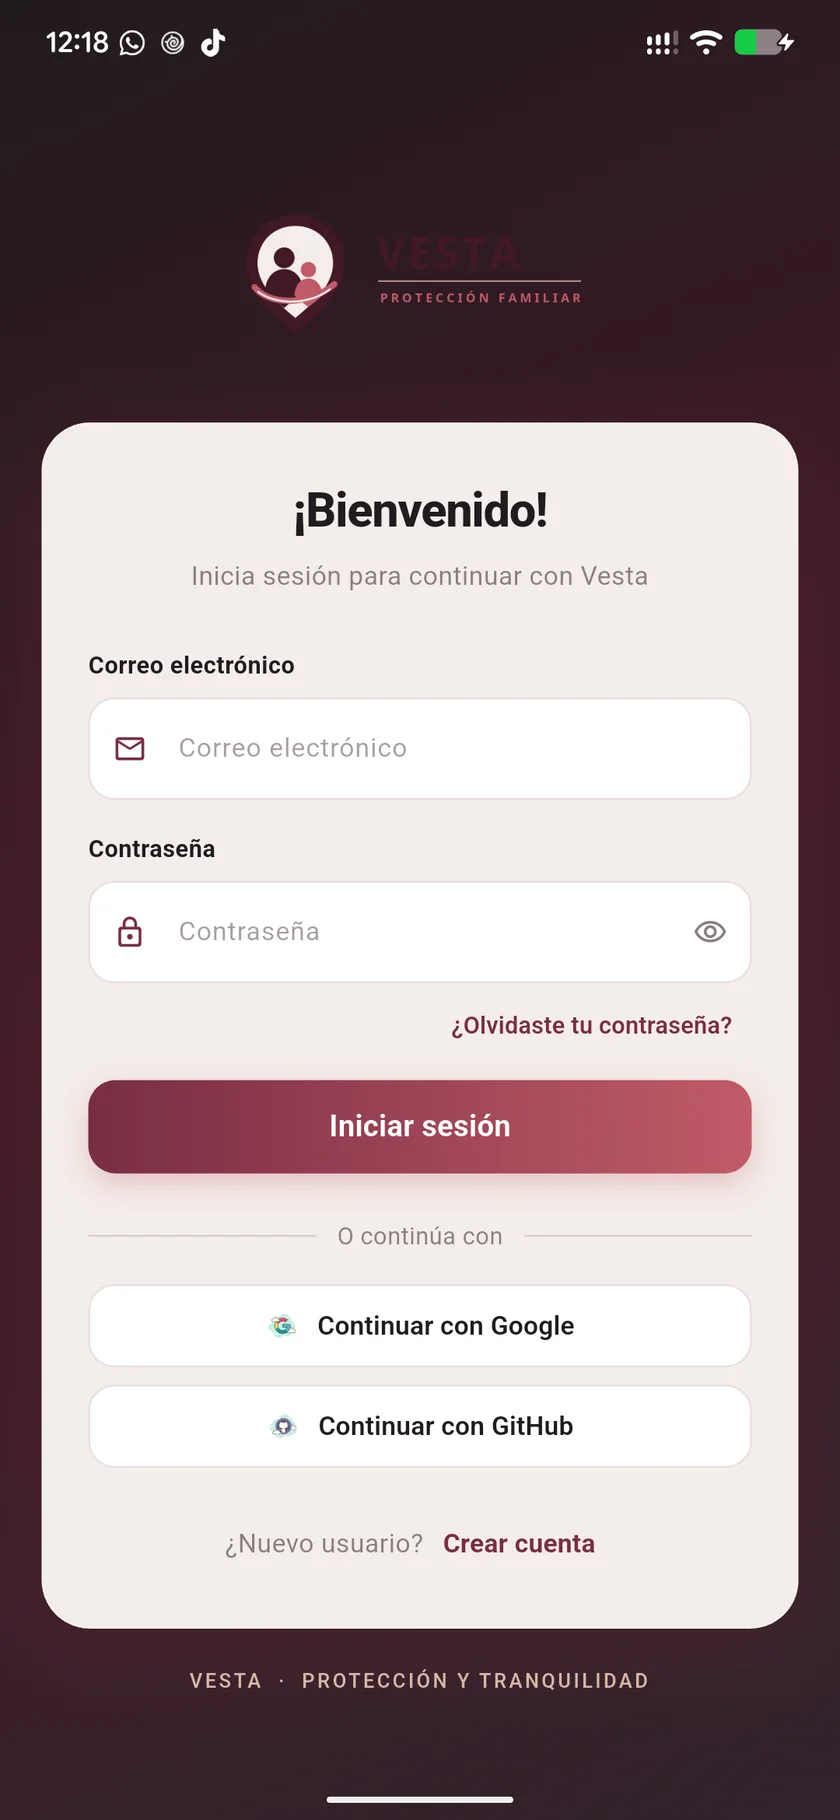 12:18
VESTA
PROTECCIÓN FAMILIAR
¡Bienvenido!
Inicia sesión para continuar con Vesta
Correo electrónico
Correo electrónico
Contraseña
Contraseña
¿Olvidaste tu contraseña?
Iniciar sesión
O continúa con
Continuar con Google
Continuar con GitHub
¿Nuevo usuario? Crear cuenta
VESTA · PROTECCIÓN Y TRANQUILIDAD